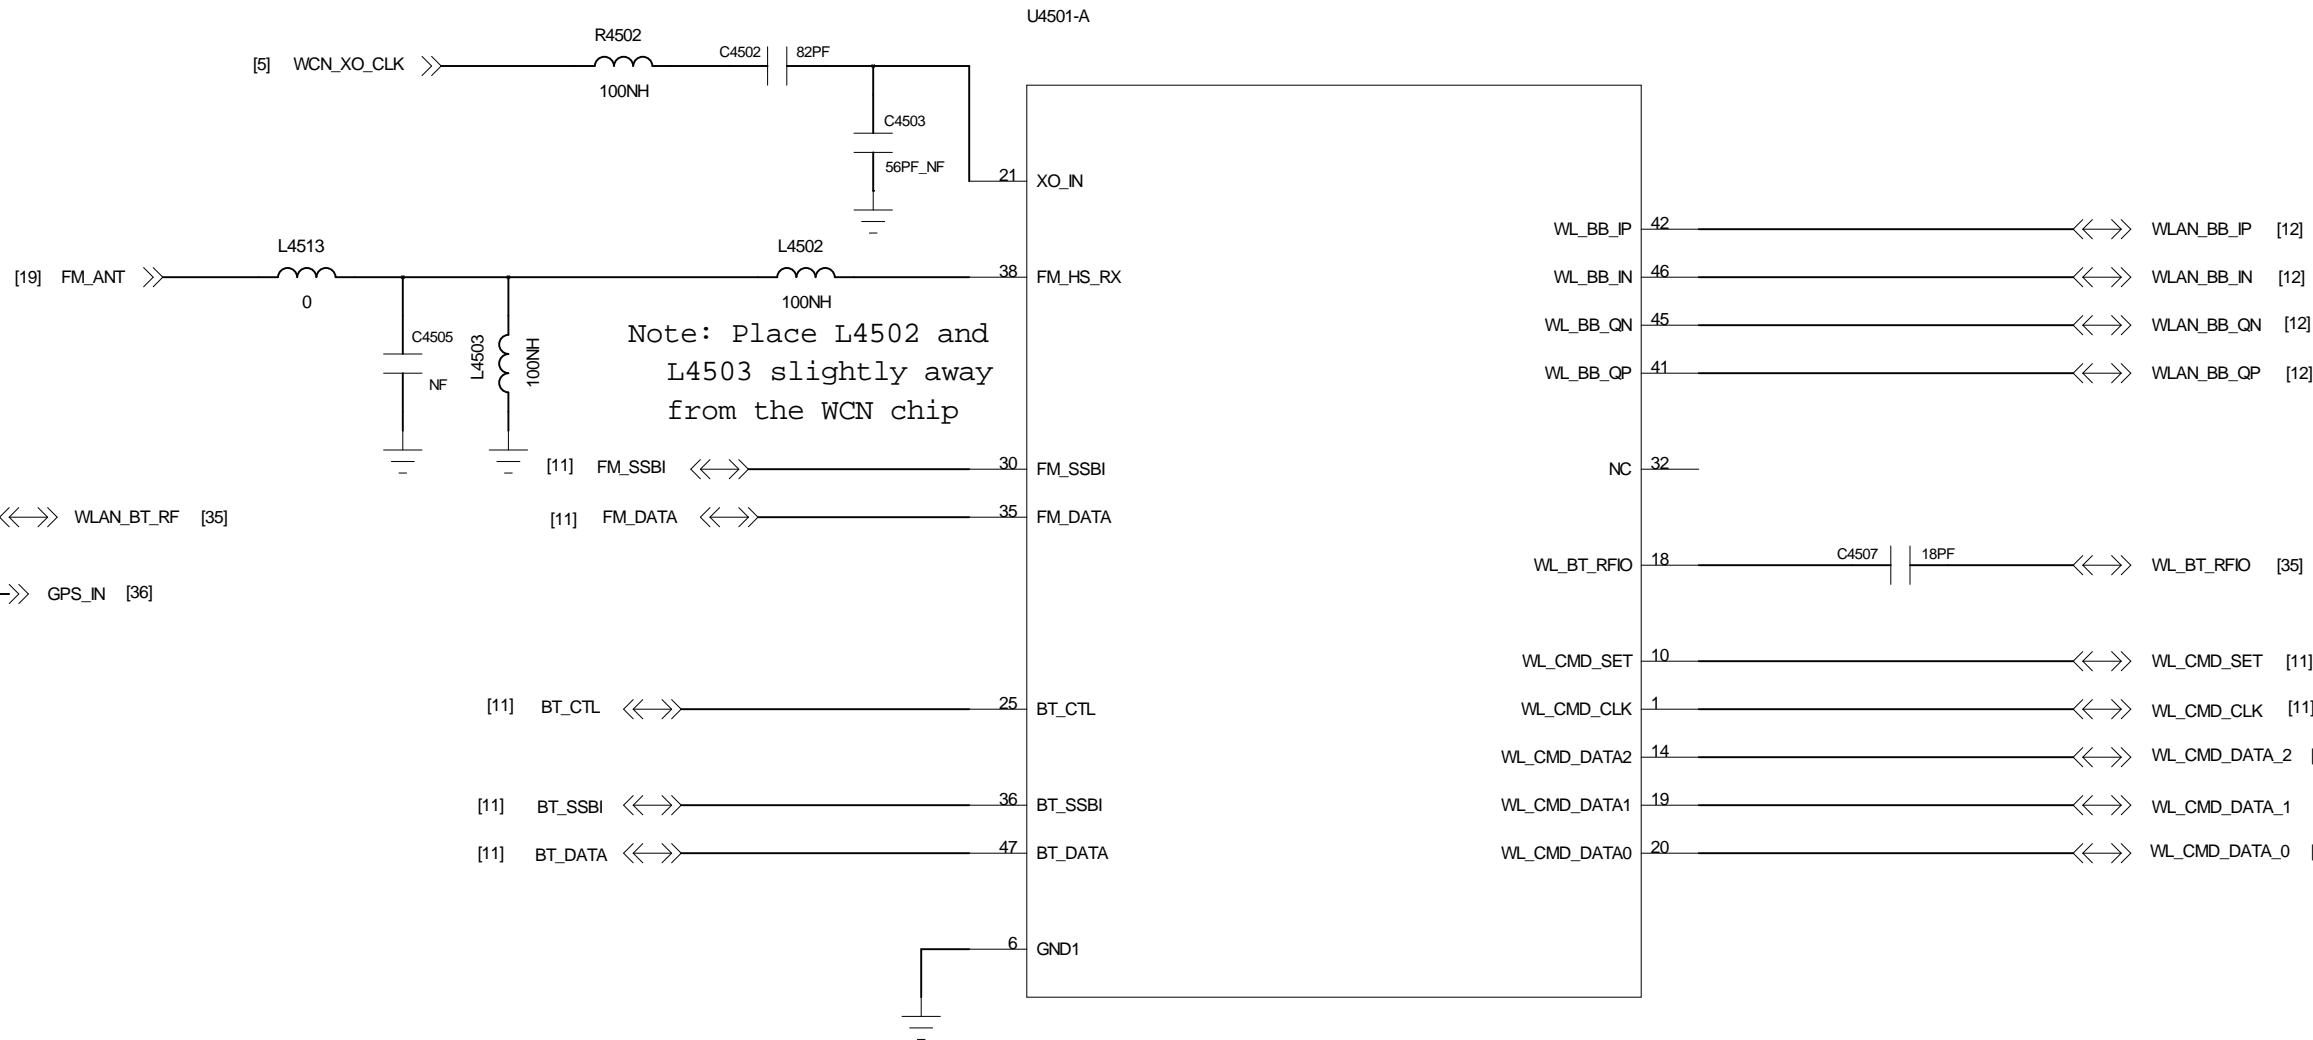 U4501-A
R4502
[5] WCN_XO_CLK
100NH
C4502 82PF
C4503
56PF_NF
21 XO_IN
L4513
[19] FM_ANT
0
L4502
100NH
38 FM_HS_RX
C4505
NF
L4503
100NH
Note: Place L4502 and
L4503 slightly away
from the WCN chip
[11] FM_SSBI 30 FM_SSBI
[11] FM_DATA 35 FM_DATA
WLAN_BT_RF [35]
GPS_IN [36]
[11] BT_CTL 25 BT_CTL
[11] BT_SSBI 36 BT_SSBI
[11] BT_DATA 47 BT_DATA
6 GND1
WL_BB_IP 42 WLAN_BB_IP [12]
WL_BB_IN 46 WLAN_BB_IN [12]
WL_BB_QN 45 WLAN_BB_QN [12]
WL_BB_QP 41 WLAN_BB_QP [12]
NC 32
WL_BT_RFIO 18 C4507 18PF WL_BT_RFIO [35]
WL_CMD_SET 10 WL_CMD_SET [11]
WL_CMD_CLK 1 WL_CMD_CLK [11]
WL_CMD_DATA2 14 WL_CMD_DATA_2
WL_CMD_DATA1 19 WL_CMD_DATA_1
WL_CMD_DATA0 20 WL_CMD_DATA_0